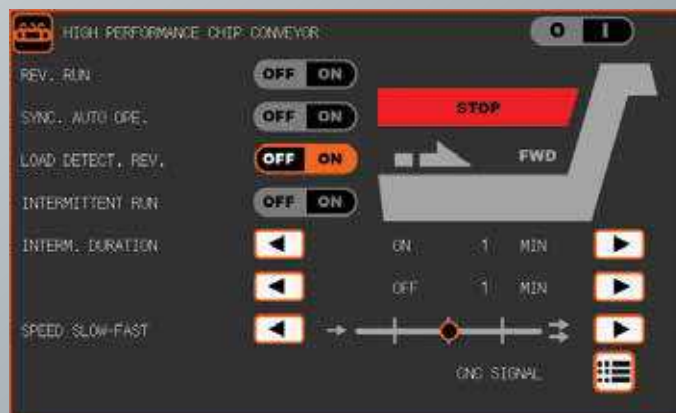 HIGH PERFORMANCE CHIP CONVEYOR O I
REV. RUN OFF ON
SYNC. AUTO OPE. OFF ON STOP
LOAD DETECT. REV. OFF ON FWD
INTERMITTENT RUN OFF ON
INTERM. DURATION ON 1 MIN
OFF 1 MIN
SPEED SLOW-FAST
CNC SIGNAL